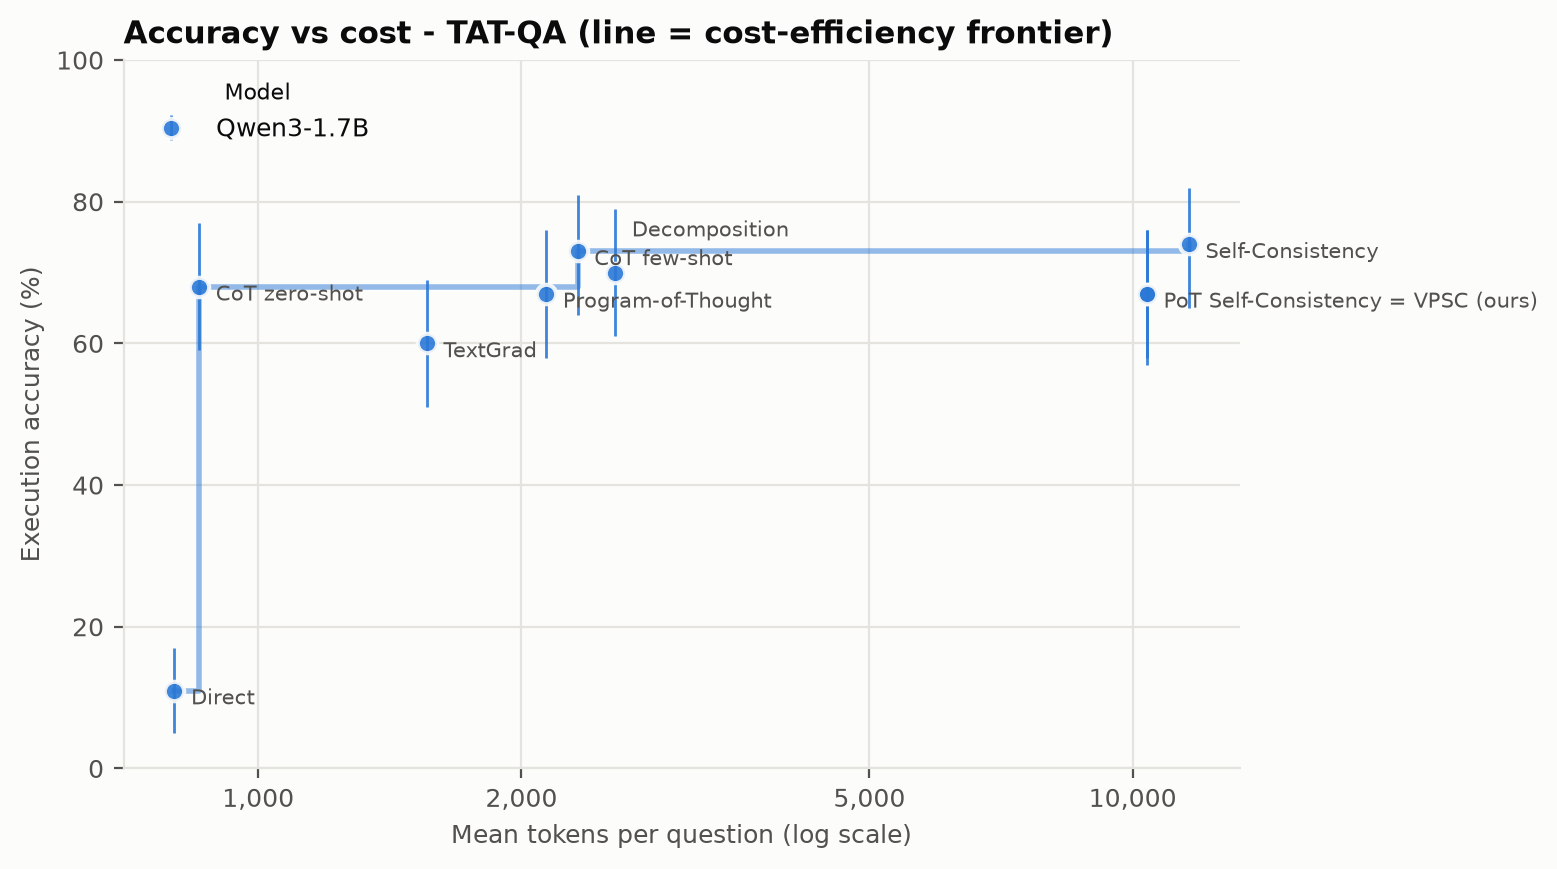 Accuracy vs cost - TAT-QA (line = cost-efficiency frontier)
Execution accuracy (%)
100
80
60
40
20
0
Model
Qwen3-1.7B
Decomposition
CoT few-shot
Self-Consistency
CoT zero-shot
Program-of-Thought
PoT Self-Consistency = VPSC (ours)
TextGrad
Direct
1,000
2,000
5,000
10,000
Mean tokens per question (log scale)